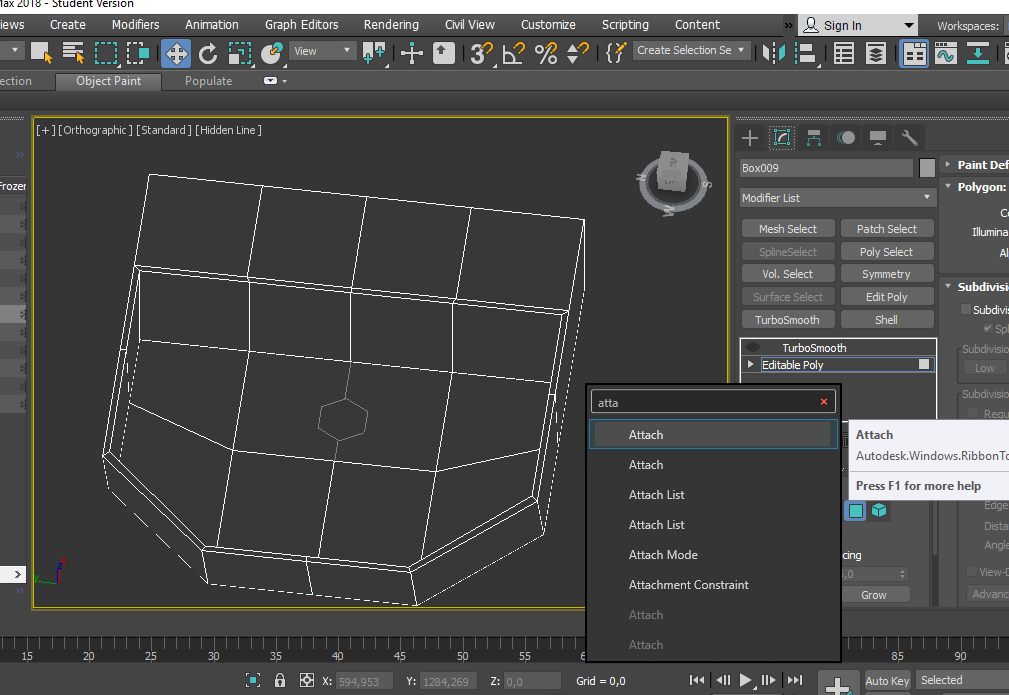 Max 2018 - Student Version
iews Create Modifiers Animation Graph Editors Rendering Civil View Customize Scripting Content » Sign In Workspaces:
View 3 Create Selection Se
ection Object Paint Populate
[+] [Orthographic] [Standard] [Hidden Line]
Frozen
Box009
Modifier List
Mesh Select Patch Select
SplineSelect Poly Select
Vol. Select Symmetry
Surface Select Edit Poly
TurboSmooth Shell
TurboSmooth
Editable Poly
Paint Def
Polygon:
Illumina
Subdivisi
Subdivis
Spl
Subdivision
Low
Subdivision
Requ
atta
Attach
Attach
Attach List
Attach List
Attach Mode
Attachment Constraint
Attach
Attach
Attach
Autodesk.Windows.RibbonTo
Press F1 for more help
Edge
Dista
Angle
View-D
Advanc
cing
5,0
Grow
15 20 25 30 35 40 45 50 55 85 90
X: 594,953 Y: 1284,269 Z: 0,0 Grid = 0,0 Auto Key Selected